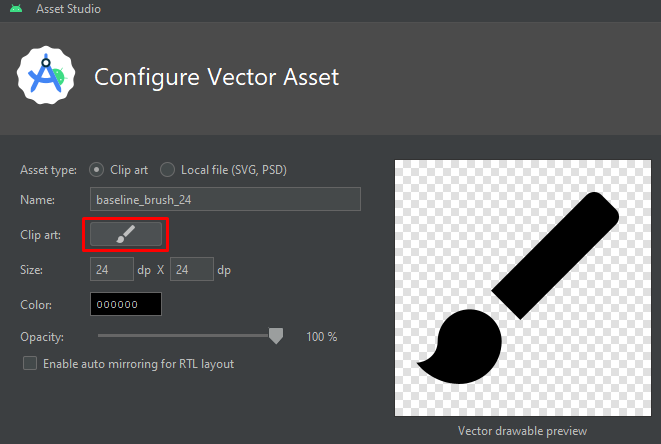 Asset Studio
Configure Vector Asset
Asset type: Clip art Local file (SVG, PSD)
Name: baseline_brush_24
Clip art:
Size: 24 dp X 24 dp
Color: 000000
Opacity: 100 %
Enable auto mirroring for RTL layout
Vector drawable preview